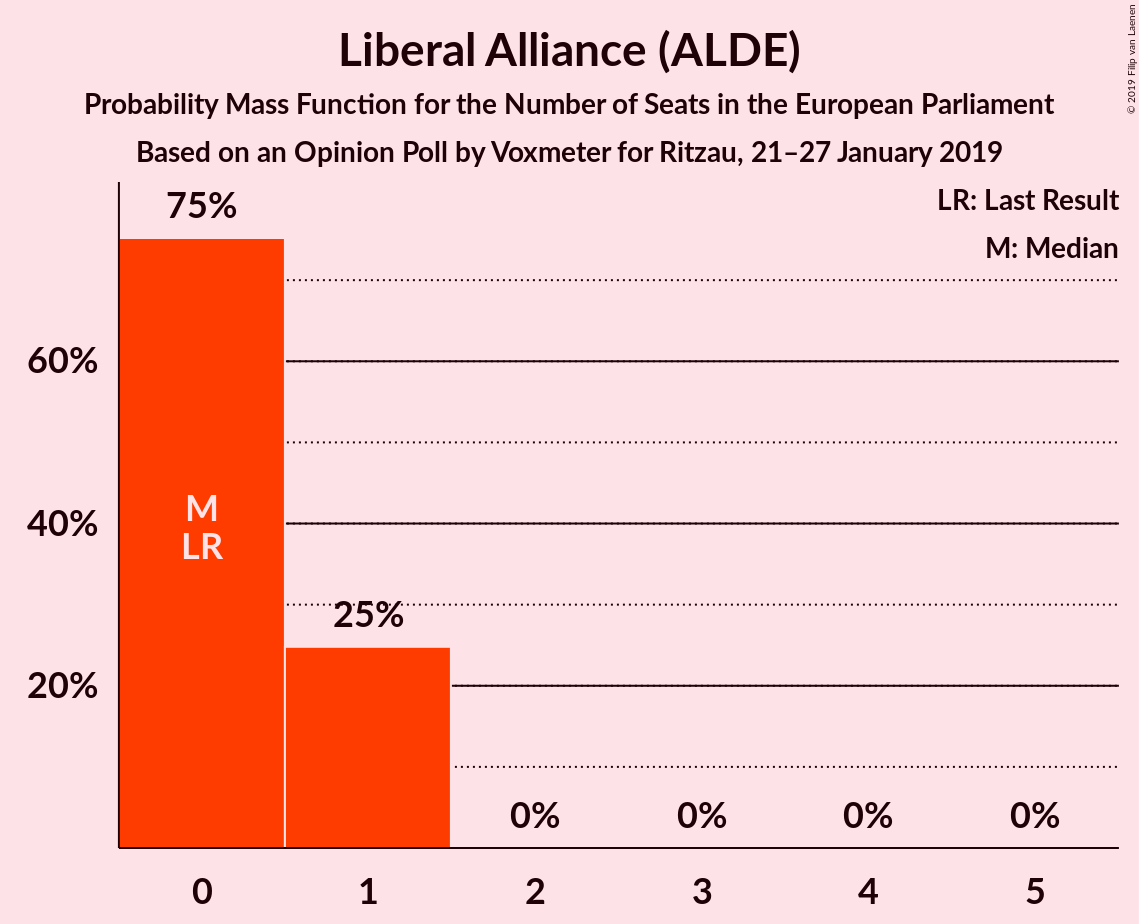 Liberal Alliance (ALDE)
Probability Mass Function for the Number of Seats in the European Parliament
Based on an Opinion Poll by Voxmeter for Ritzau, 21–27 January 2019
© 2019 Filip van Laenen
LR: Last Result
M: Median
75%
60%
40%
20%
M
LR
25%
0%
0%
0%
0%
0
1
2
3
4
5